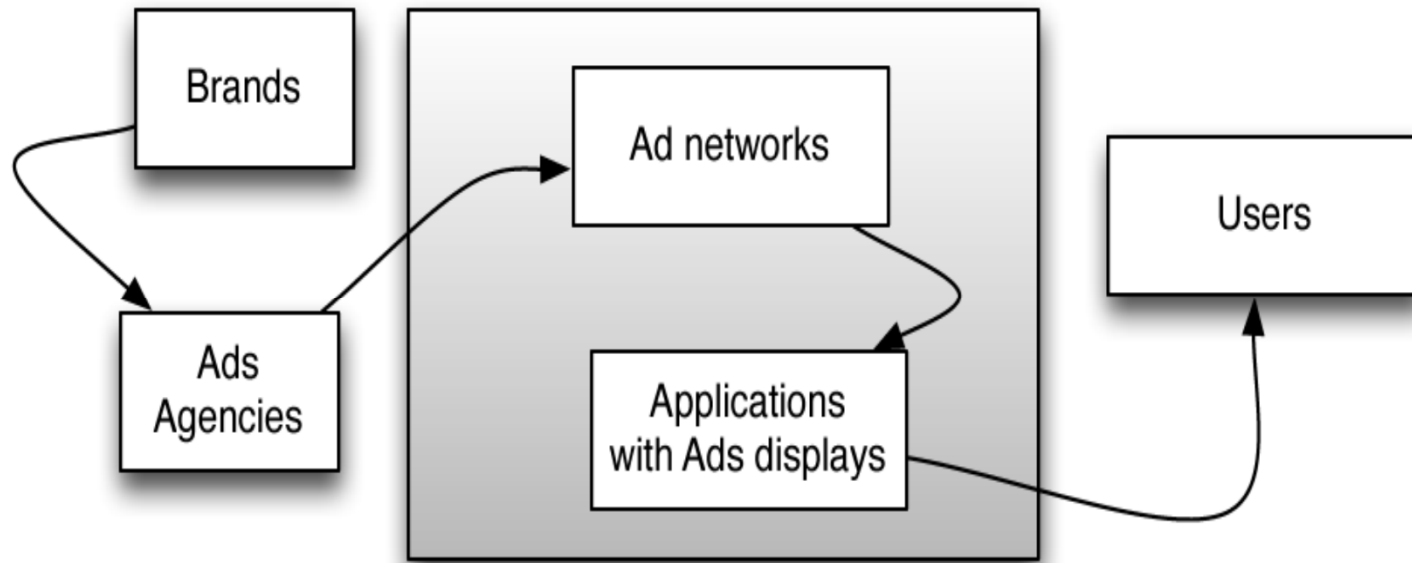 Brands
Ad networks
Users
Ads
Agencies
Applications
with Ads displays